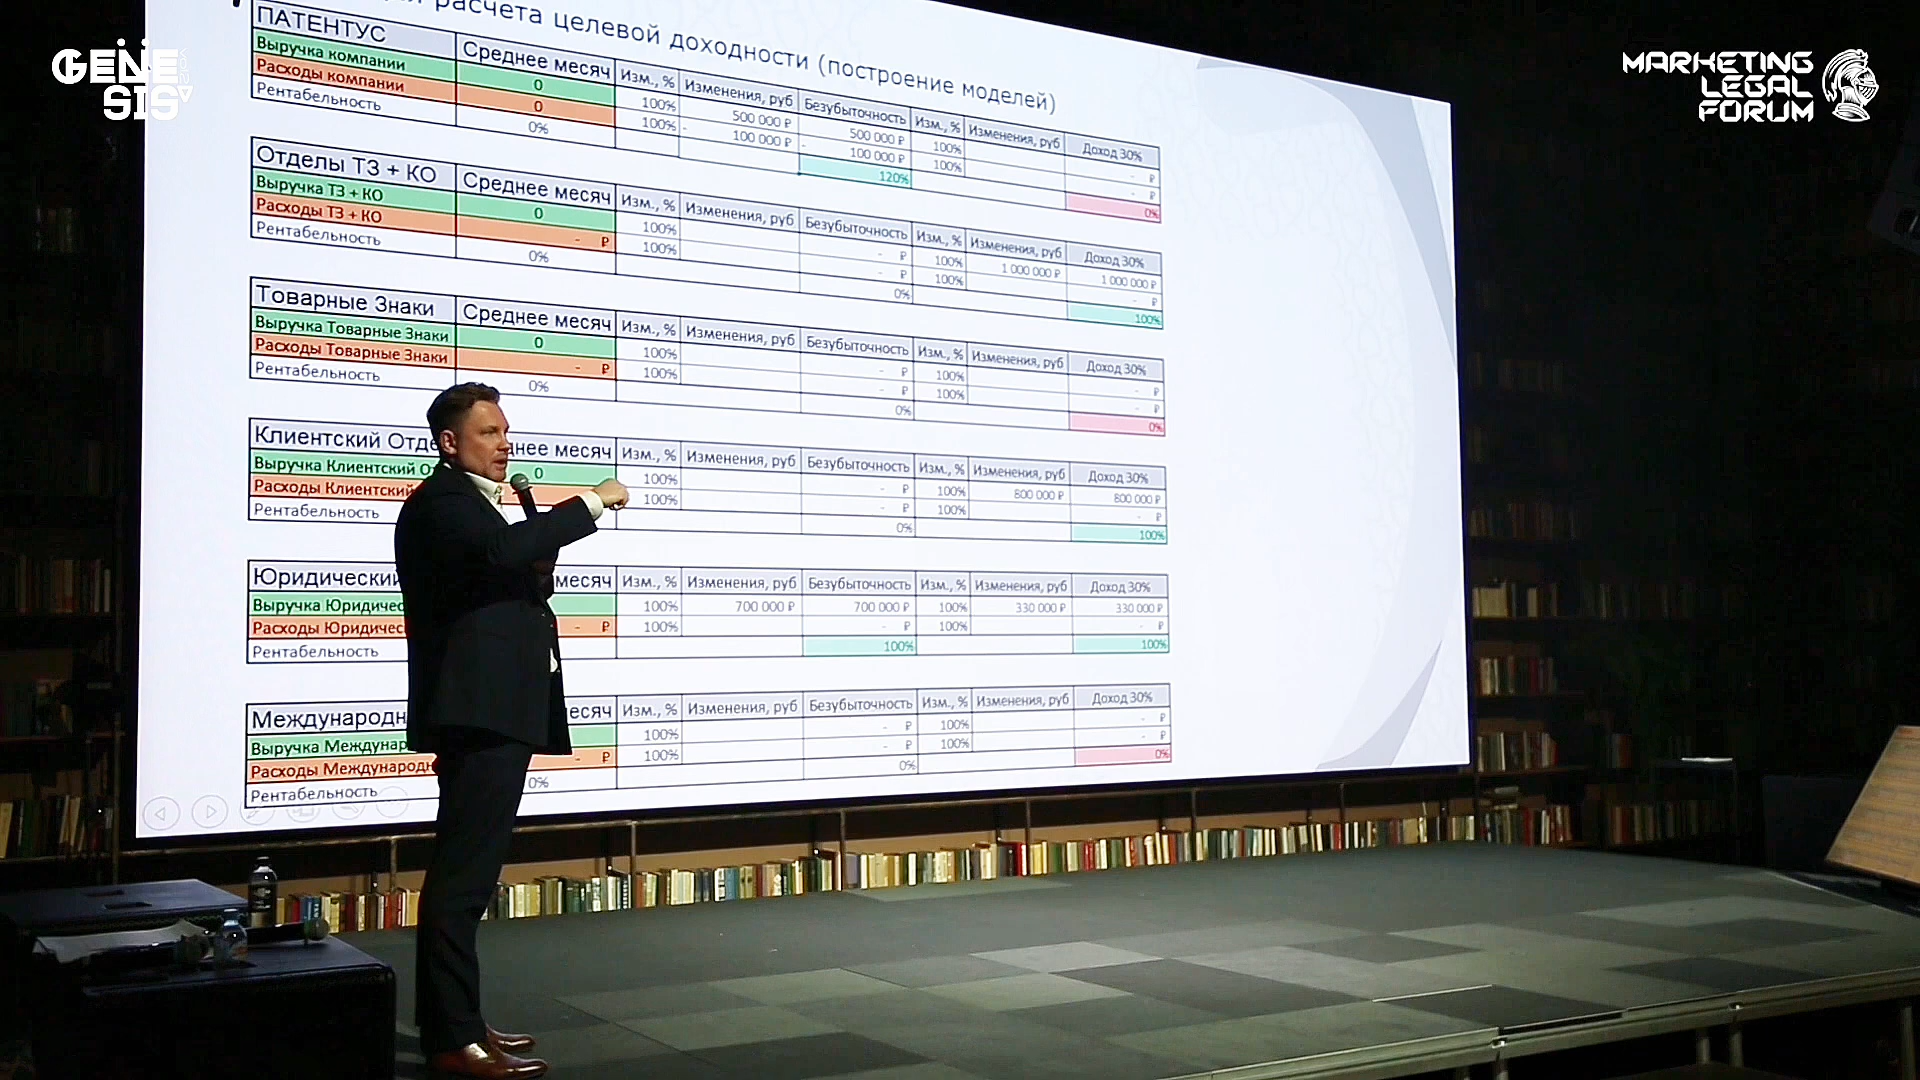 GENESIS
MARKETING
LEGAL
FORUM
расчета целевой доходности (построение моделей)
ПАТЕНТУС Среднее месяч Изм., % Изменения, руб Безубыточность Изм., % Изменения, руб Доход 30%
Выручка компании 0 100% 500 000 ₽ 500 000 ₽ 100% - ₽
Расходы компании 0 100% - 100 000 ₽ - 100 000 ₽ 100% - ₽
Рентабельность 0% 120% 0%
Отделы ТЗ + КО Среднее месяч Изм., % Изменения, руб Безубыточность Изм., % Изменения, руб Доход 30%
Выручка ТЗ + КО 0 100% - ₽ 100% 1 000 000 ₽ 1 000 000 ₽
Расходы ТЗ + КО - ₽ 100% - ₽ 100% - ₽
Рентабельность 0% 0% 100%
Товарные Знаки Среднее месяч Изм., % Изменения, руб Безубыточность Изм., % Изменения, руб Доход 30%
Выручка Товарные Знаки 0 100% - ₽ 100% - ₽
Расходы Товарные Знаки - ₽ 100% - ₽ 100% - ₽
Рентабельность 0% 0% 0%
Клиентский Отде месяч Изм., % Изменения, руб Безубыточность Изм., % Изменения, руб Доход 30%
Выручка Клиентский 0 100% - ₽ 100% 800 000 ₽ 800 000 ₽
Расходы Клиентский 100% - ₽ 100% - ₽
Рентабельность 0% 100%
Юридический месяч Изм., % Изменения, руб Безубыточность Изм., % Изменения, руб Доход 30%
Выручка Юридичес 100% 700 000 ₽ 700 000 ₽ 100% 330 000 ₽ 330 000 ₽
Расходы Юридичес - ₽ 100% - ₽ 100% - ₽
Рентабельность 100% 100%
Международн есяч Изм., % Изменения, руб Безубыточность Изм., % Изменения, руб Доход 30%
Выручка Междунар 100% - ₽ 100% - ₽
Расходы Международн - ₽ 100% - ₽ 100% - ₽
Рентабельность 0% 0% 0%